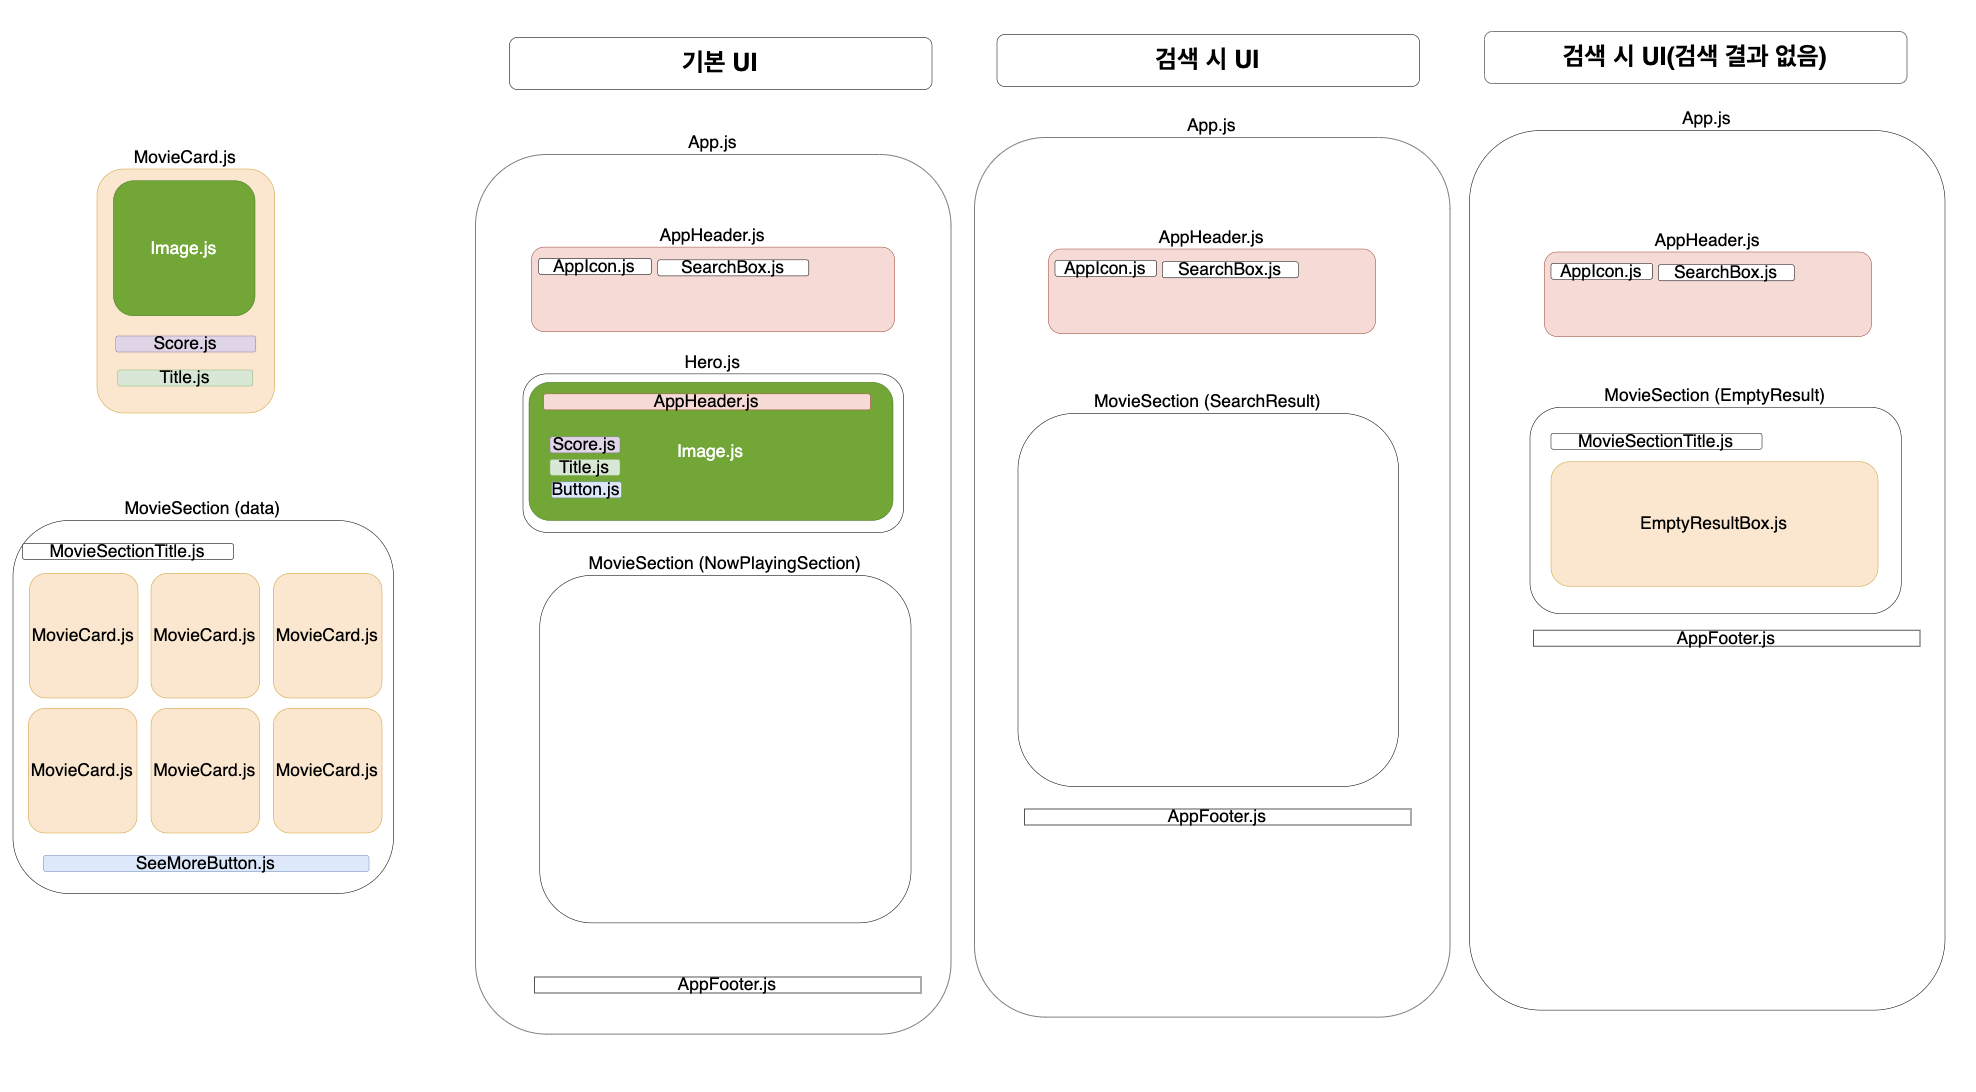 MovieCard.js
Image.js
Score.js
Title.js
MovieSection (data)
MovieSectionTitle.js
MovieCard.js
MovieCard.js
MovieCard.js
MovieCard.js
MovieCard.js
MovieCard.js
SeeMoreButton.js
기본 UI
App.js
AppHeader.js
AppIcon.js
SearchBox.js
Hero.js
AppHeader.js
Score.js
Image.js
Title.js
Button.js
MovieSection (NowPlayingSection)
AppFooter.js
검색 시 UI
App.js
AppHeader.js
AppIcon.js
SearchBox.js
MovieSection (SearchResult)
AppFooter.js
검색 시 UI(검색 결과 없음)
App.js
AppHeader.js
AppIcon.js
SearchBox.js
MovieSection (EmptyResult)
MovieSectionTitle.js
EmptyResultBox.js
AppFooter.js